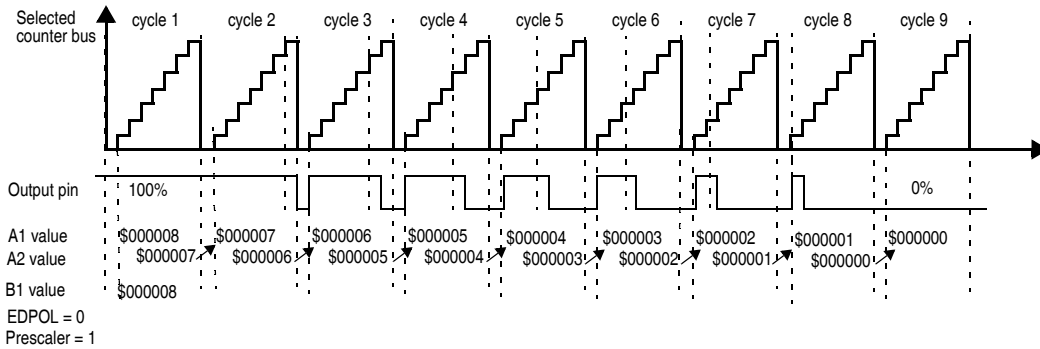 Selected counter bus
cycle 1 cycle 2 cycle 3 cycle 4 cycle 5 cycle 6 cycle 7 cycle 8 cycle 9
Output pin 100% 0%
A1 value $000008 $000007 $000006 $000005 $000004 $000003 $000002 $000001 $000000
A2 value $000007 $000006 $000005 $000004 $000003 $000002 $000001 $000000
B1 value $000008
EDPOL = 0
Prescaler = 1